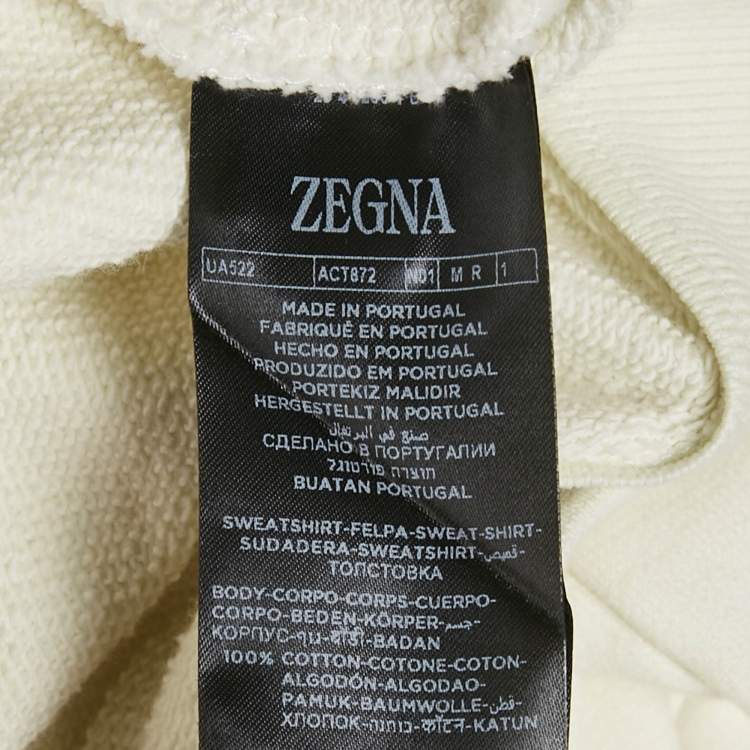 ZEGNA
UA522 ACT872 N01 M R 1
MADE IN PORTUGAL
FABRIQUÉ EN PORTUGAL
HECHO EN PORTUGAL
PRODUZIDO EM PORTUGAL
PORTEKIZ MALIDIR
HERGESTELLT IN PORTUGAL
صنع في البرتغال
СДЕЛАНО В ПОРТУГАЛИИ
תוצרת פורטוגל
BUATAN PORTUGAL
SWEATSHIRT-FELPA-SWEAT-SHIRT-
SUDADERA-SWEATSHIRT-قميص-
ТОЛСТОВКА
BODY-CORPO-CORPS-CUERPO-
CORPO-BEDEN-KÖRPER-جسم-
КОРПУС-גוף-बॉडी-BADAN
100% COTTON-COTONE-COTON-
ALGODÓN-ALGODAO-
PAMUK-BAUMWOLLE-قطن-
ХЛОПОК-כותנה-कॉटन-KATUN